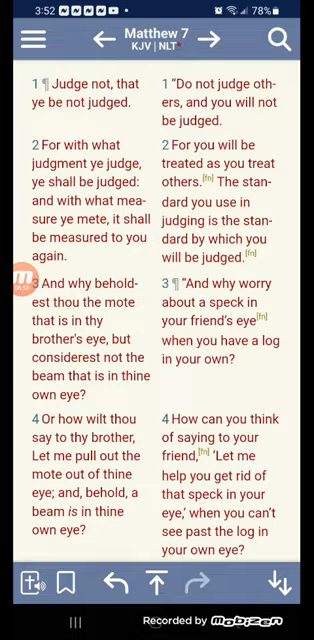 3:52 78%
Matthew 7
KJV | NLT*
1 ¶ Judge not, that
ye be not judged.
2 For with what
judgment ye judge,
ye shall be judged:
and with what mea-
sure ye mete, it shall
be measured to you
again.
3 And why behold-
est thou the mote
that is in thy
brother's eye, but
considerest not the
beam that is in thine
own eye?
4 Or how wilt thou
say to thy brother,
Let me pull out the
mote out of thine
eye; and, behold, a
beam is in thine
own eye?
1 “Do not judge oth-
ers, and you will not
be judged.
2 For you will be
treated as you treat
others.[fn] The stan-
dard you use in
judging is the stan-
dard by which you
will be judged.[fn]
3 ¶ “And why worry
about a speck in
your friend's eye[fn]
when you have a log
in your own?
4 How can you think
of saying to your
friend,[fn] ‘Let me
help you get rid of
that speck in your
eye,’ when you can't
see past the log in
your own eye?
Recorded by mobizen